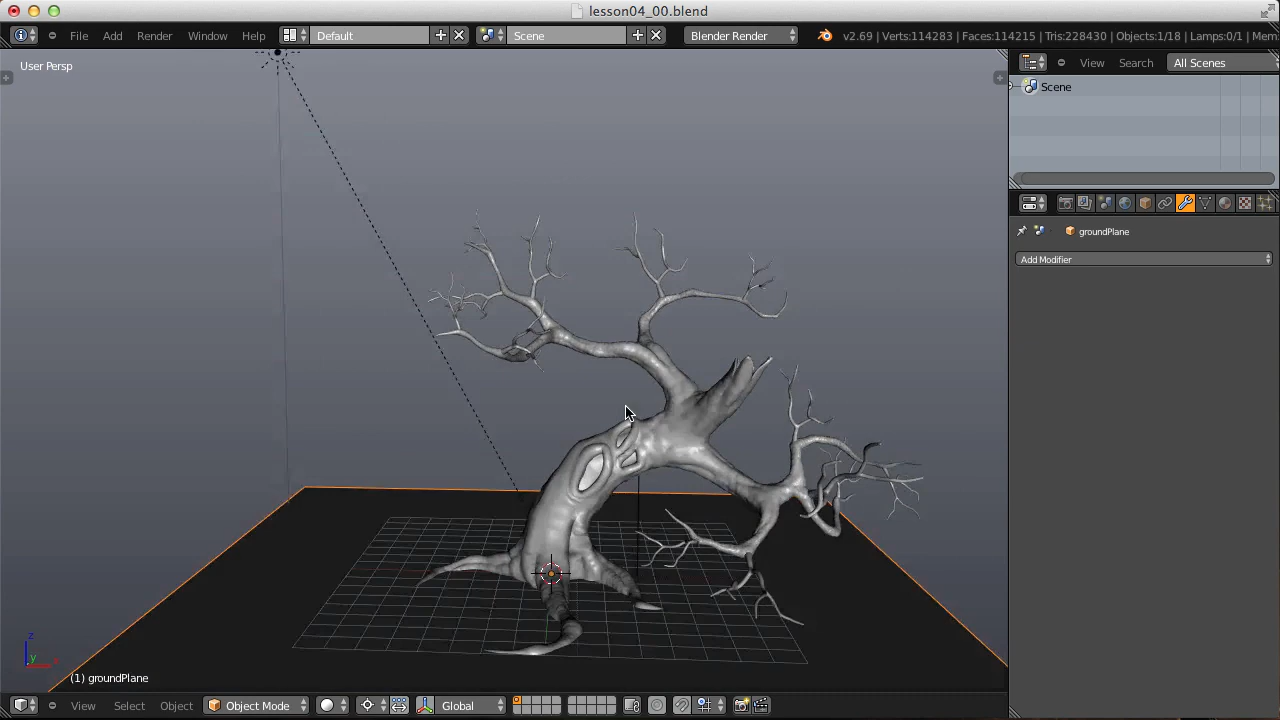 lesson04_00.blend
File Add Render Window Help Default Scene Blender Render v2.69 | Verts:114283 | Faces:114215 | Tris:228430 | Objects:1/18 | Lamps:0/1 | Mem:
User Persp
View Search All Scenes
Scene
groundPlane
Add Modifier
z
y
x
(1) groundPlane
View Select Object Object Mode Global